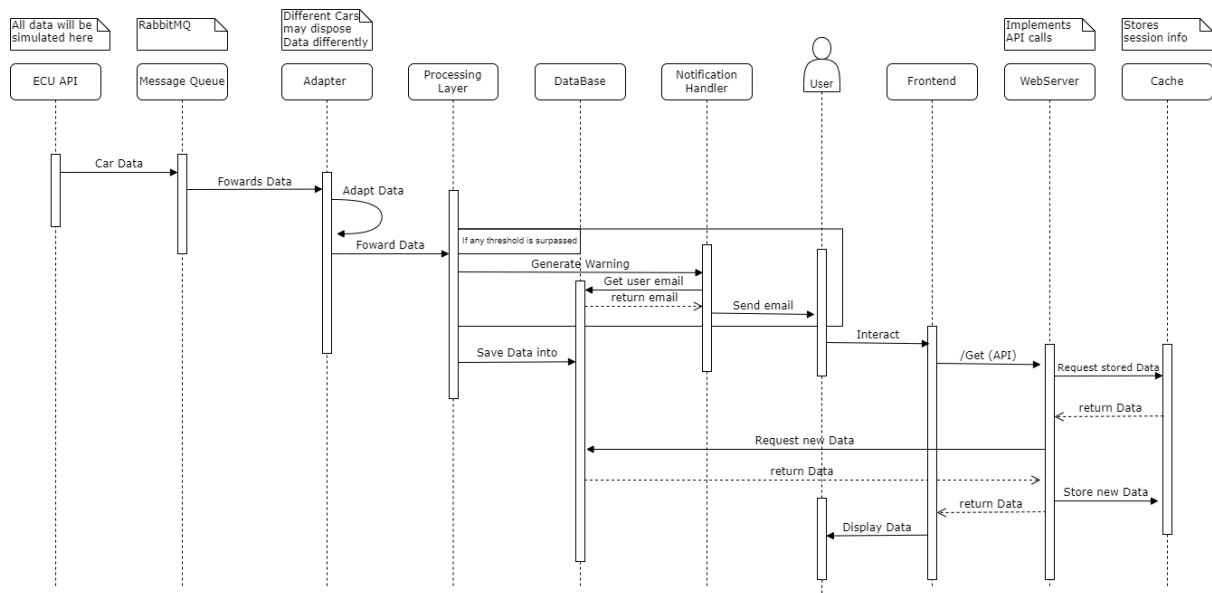 All data will be
simulated here
RabbitMQ
Different Cars
may dispose
Data differently
Implements
API calls
Stores
session info
ECU API
Message Queue
Adapter
Processing
Layer
DataBase
Notification
Handler
User
Frontend
WebServer
Cache
Car Data
Fowards Data
Adapt Data
Foward Data
If any threshold is surpassed
Generate Warning
Get user email
return email
Send email
Interact
Save Data into
/Get (API)
Request stored Data
return Data
Request new Data
return Data
Store new Data
return Data
Display Data